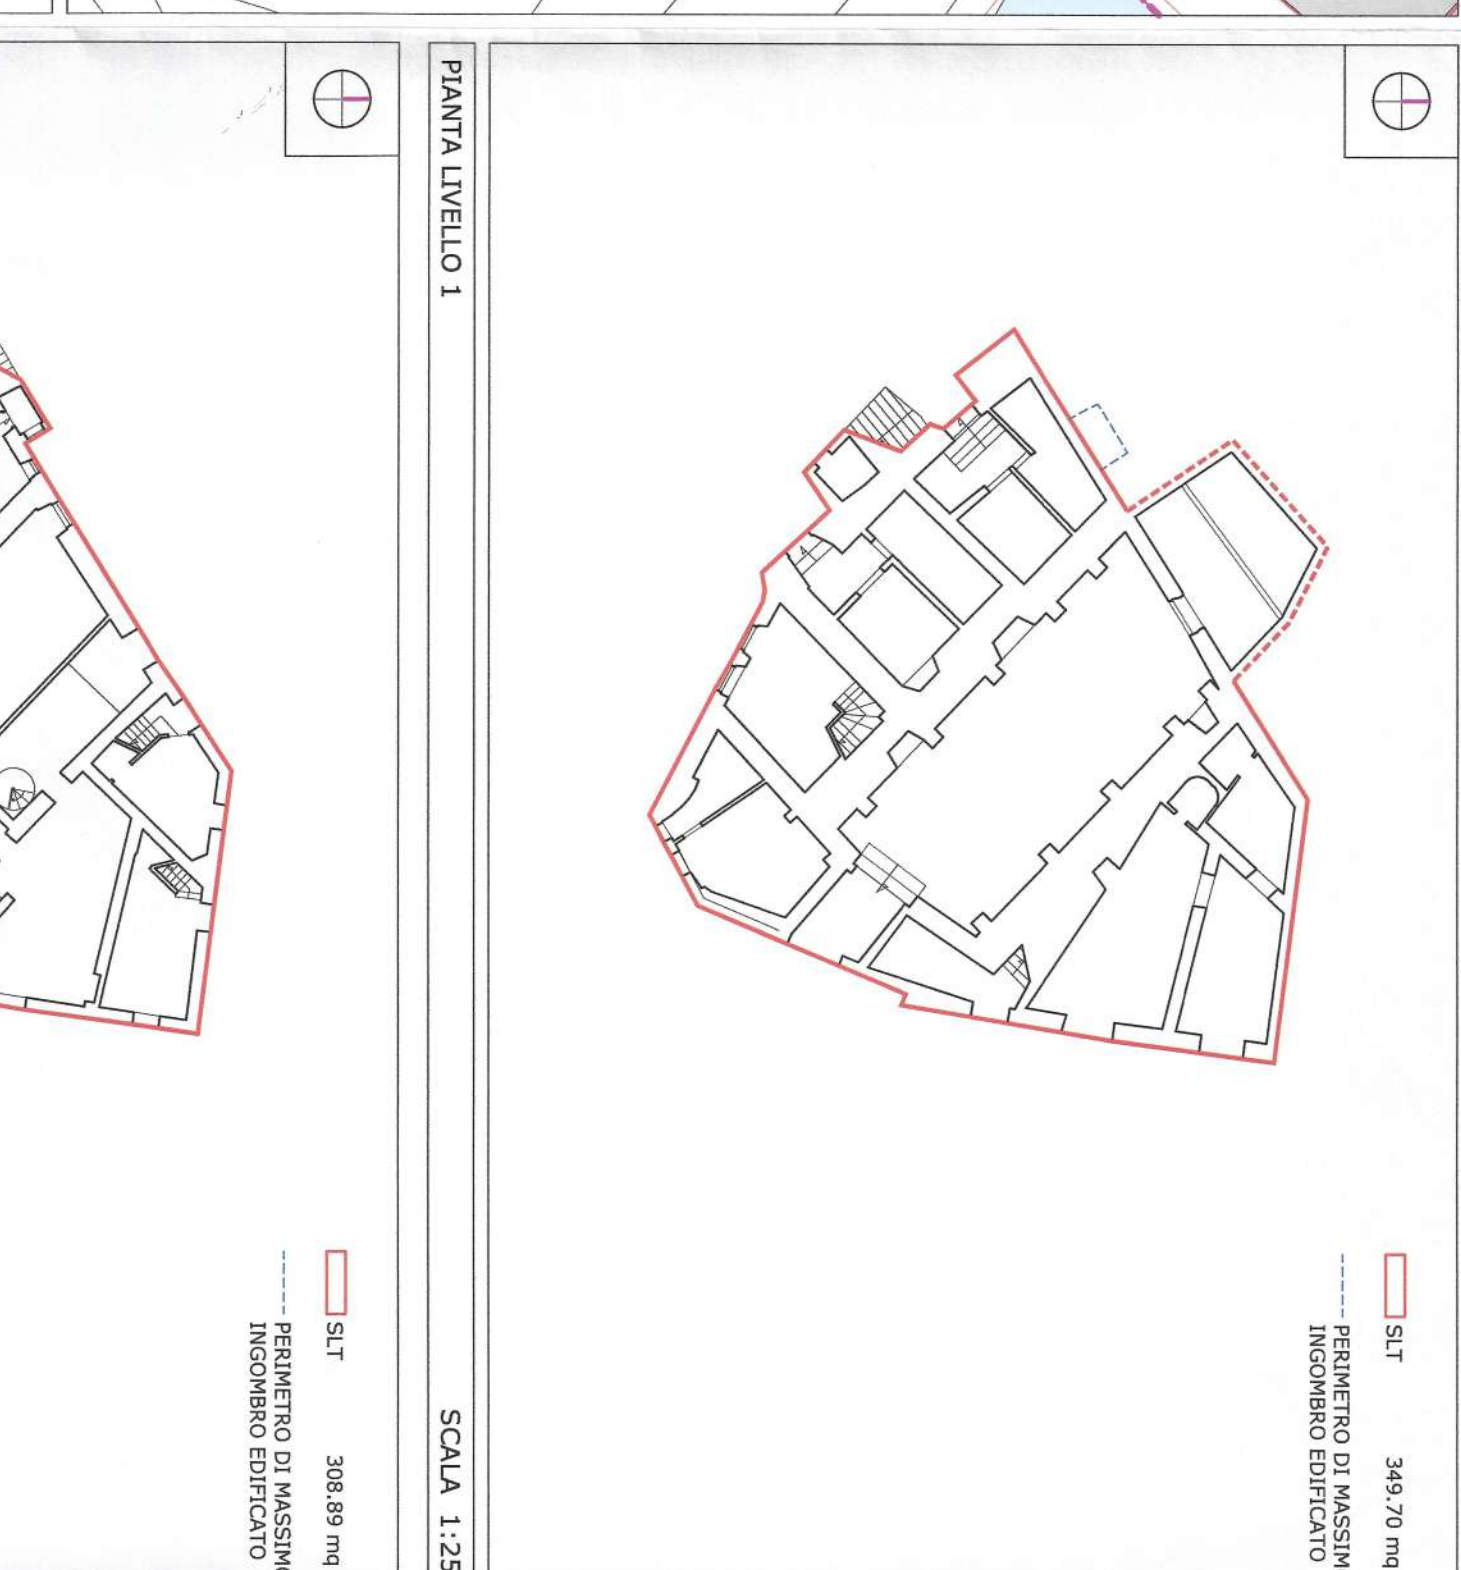 SLT 349.70 mq
PERIMETRO DI MASSIM
INGOMBRO EDIFICATO
PIANTA LIVELLO 1 SCALA 1:25
SLT 308.89 mq
PERIMETRO DI MASSIMO
INGOMBRO EDIFICATO